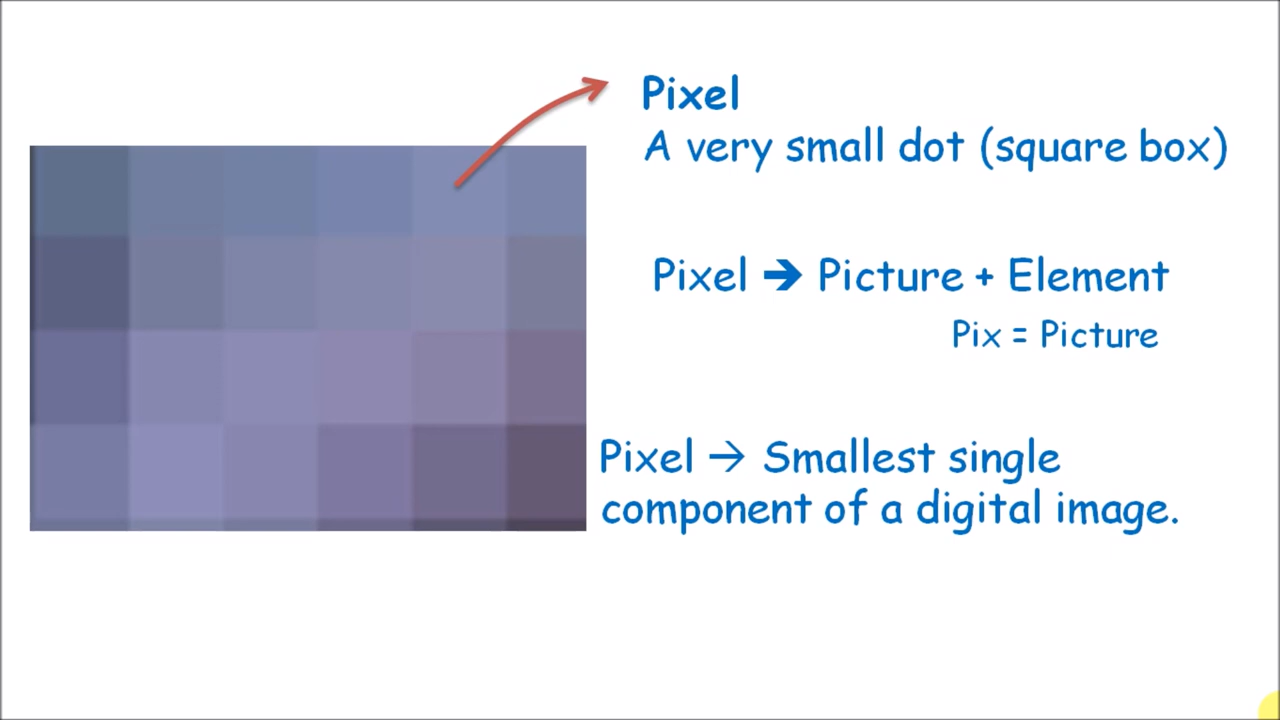 Pixel
A very small dot (square box)
Pixel ➔ Picture + Element
Pix = Picture
Pixel → Smallest single
component of a digital image.